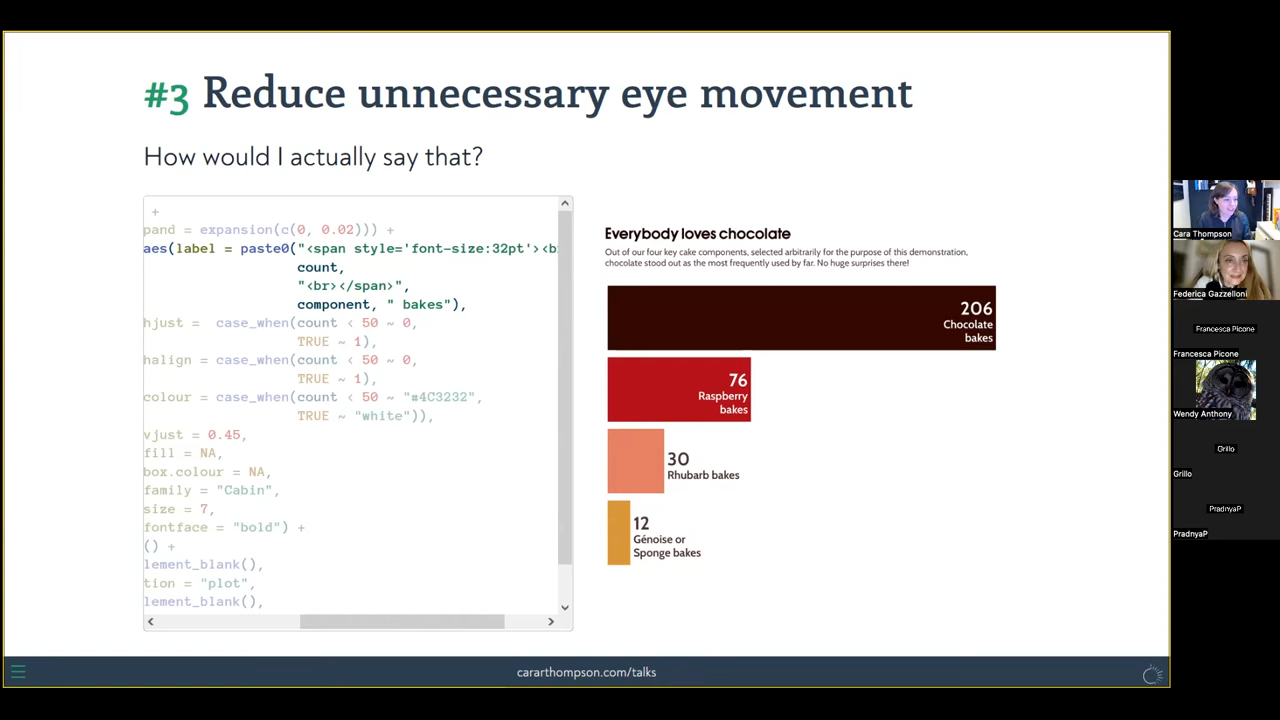 #3 Reduce unnecessary eye movement
How would I actually say that?
+
pand = expansion(c(0, 0.02))) +
aes(label = paste0("<span style='font-size:32pt'><b
count,
"<br></span>",
component, " bakes"),
hjust = case_when(count < 50 ~ 0,
TRUE ~ 1),
halign = case_when(count < 50 ~ 0,
TRUE ~ 1),
colour = case_when(count < 50 ~ "#4C3232",
TRUE ~ "white")),
vjust = 0.45,
fill = NA,
box.colour = NA,
family = "Cabin",
size = 7,
fontface = "bold") +
() +
lement_blank(),
tion = "plot",
lement_blank(),
Everybody loves chocolate
Out of our four key cake components, selected arbitrarily for the purpose of this demonstration,
chocolate stood out as the most frequently used by far. No huge surprises there!
206
Chocolate
bakes
76
Raspberry
bakes
30
Rhubarb bakes
12
Génoise or
Sponge bakes
cararthompson.com/talks
Cara Thompson
Federica Gazzelloni
Francesca Picone
Francesca Picone
Wendy Anthony
Grillo
Grillo
PradnyaP
PradnyaP